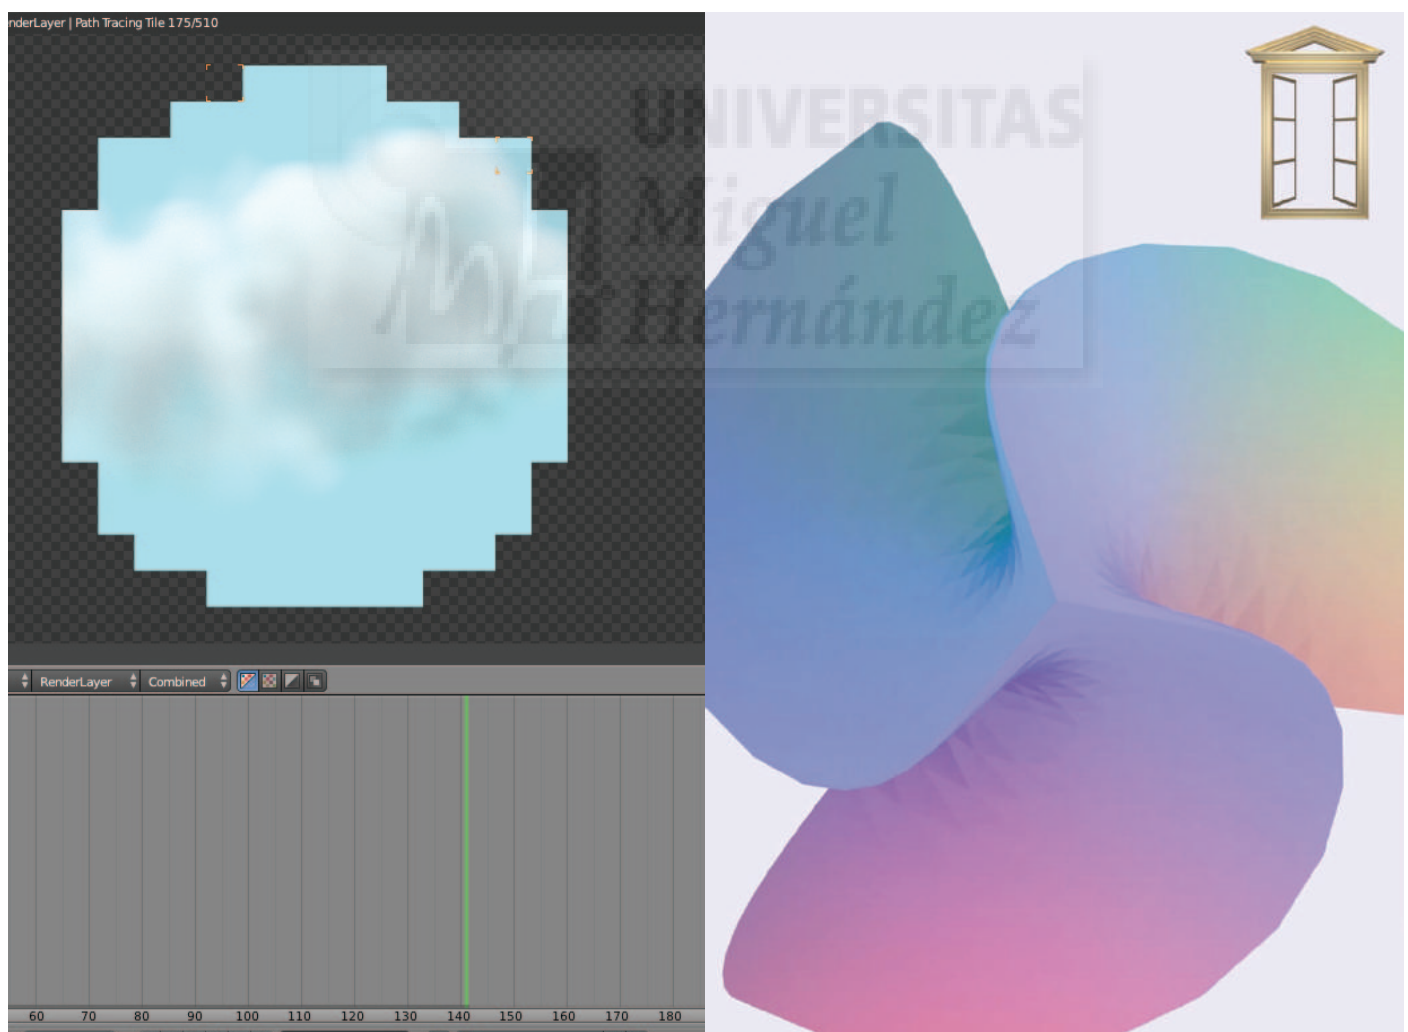 nderLayer | Path Tracing Tile 175/510
UNIVERSITAS
Miguel
Hernández
RenderLayer Combined
60 70 80 90 100 110 120 130 140 150 160 170 180